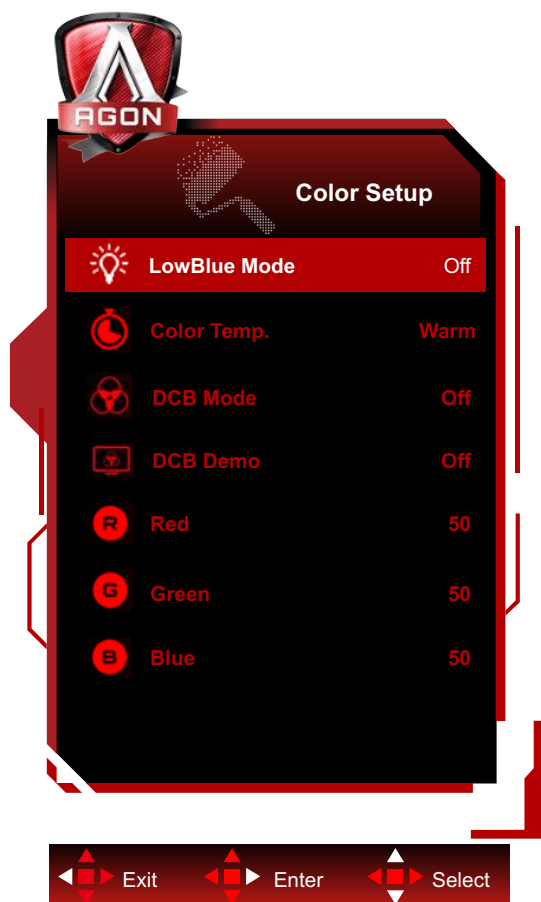 AGON
Color Setup
LowBlue Mode Off
Color Temp. Warm
DCB Mode Off
DCB Demo Off
R Red 50
G Green 50
B Blue 50
Exit Enter Select